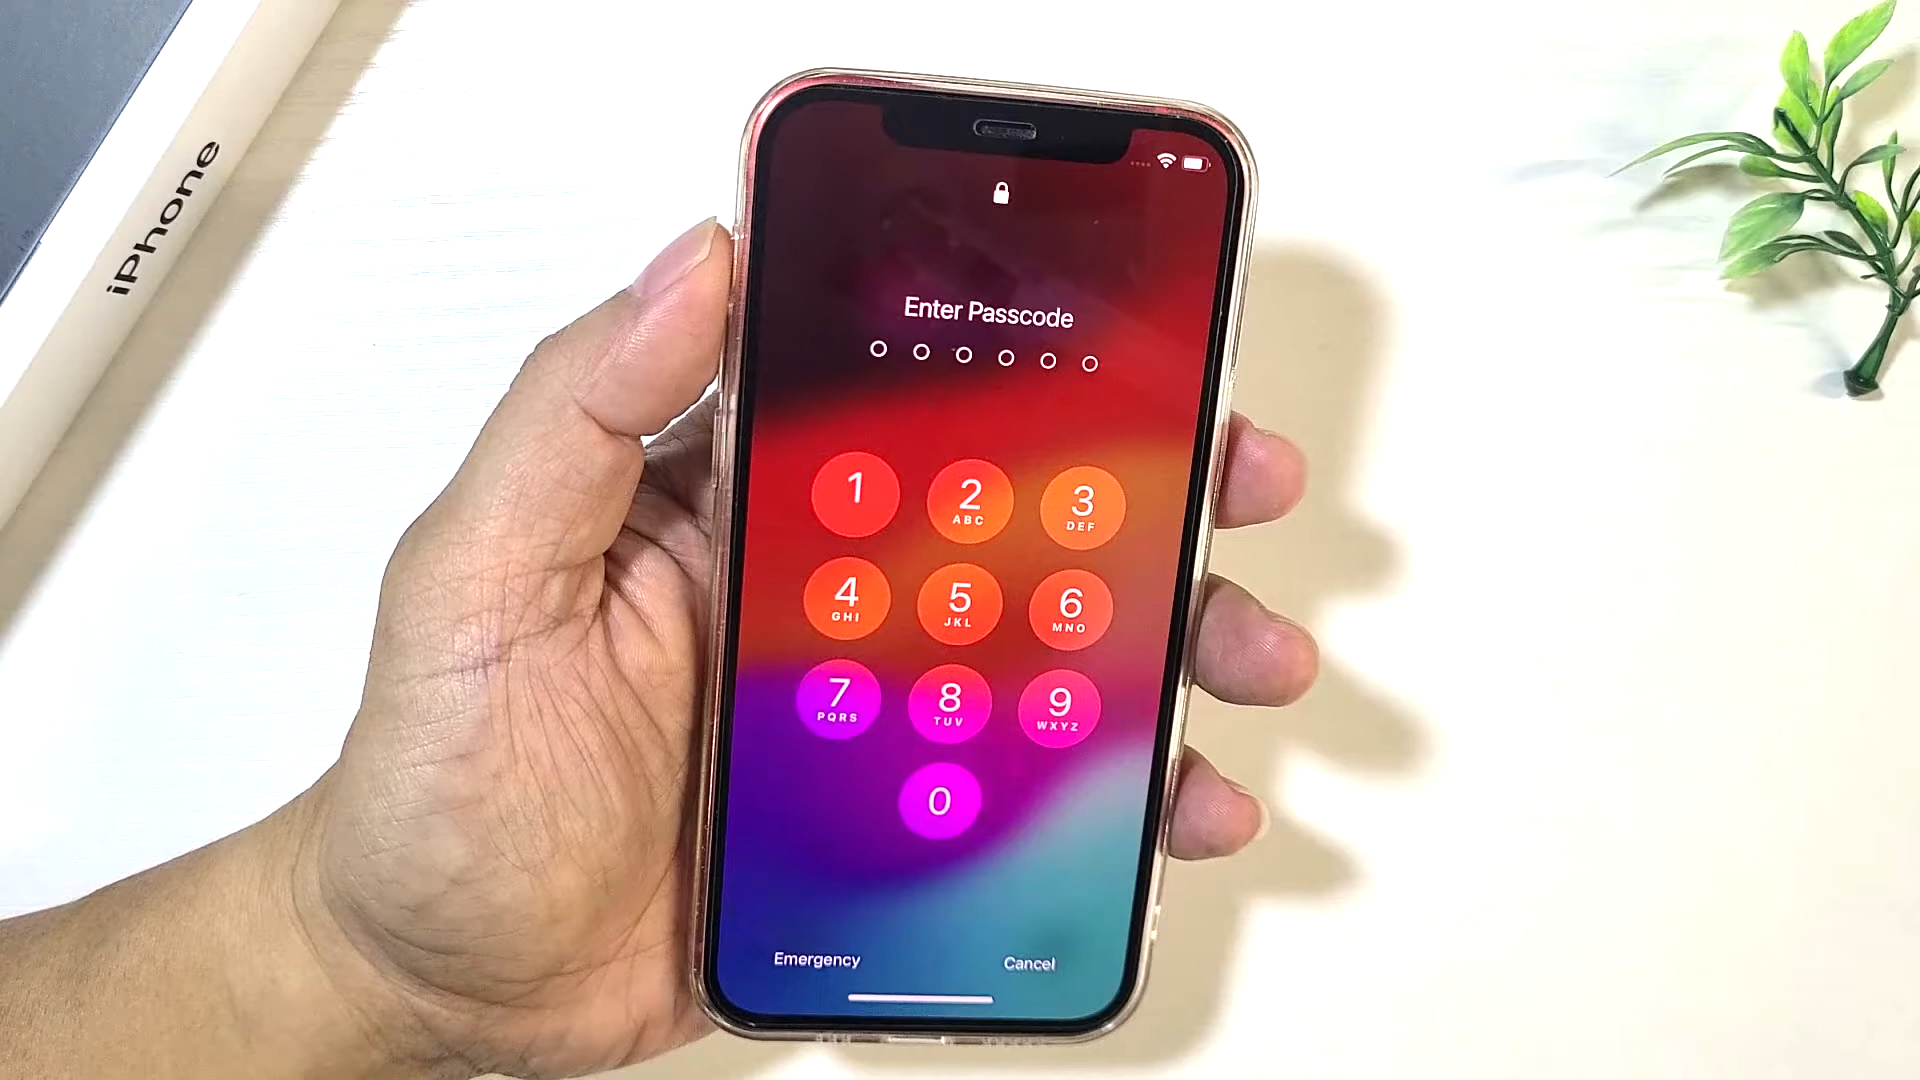 iPhone
Enter Passcode
1
2
ABC
3
DEF
4
GHI
5
JKL
6
MNO
7
PQRS
8
TUV
9
WXYZ
0
Emergency
Cancel